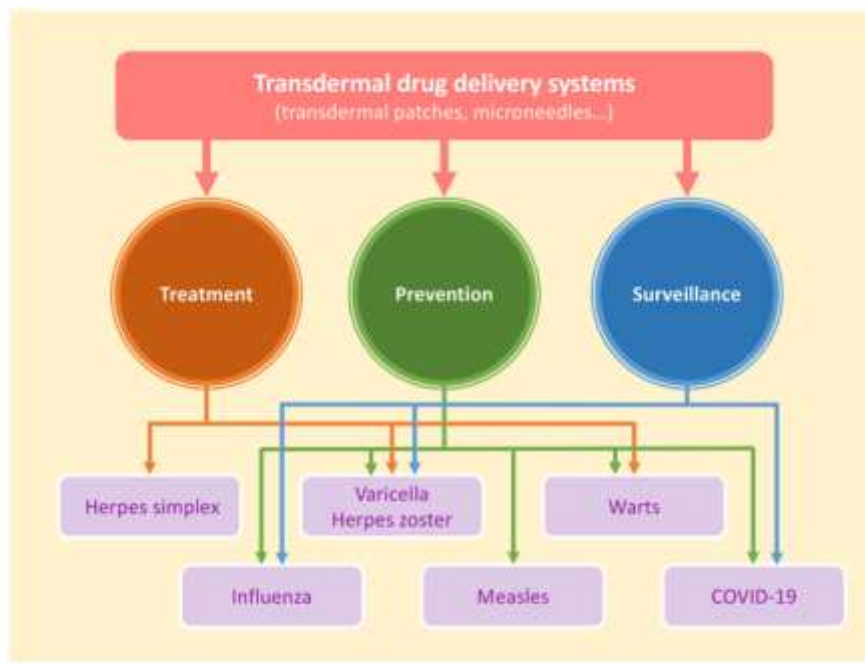 Transdermal drug delivery systems
(transdermal patches, microneedles...)
Treatment
Prevention
Surveillance
Herpes simplex
Varicella
Herpes zoster
Warts
Influenza
Measles
COVID-19